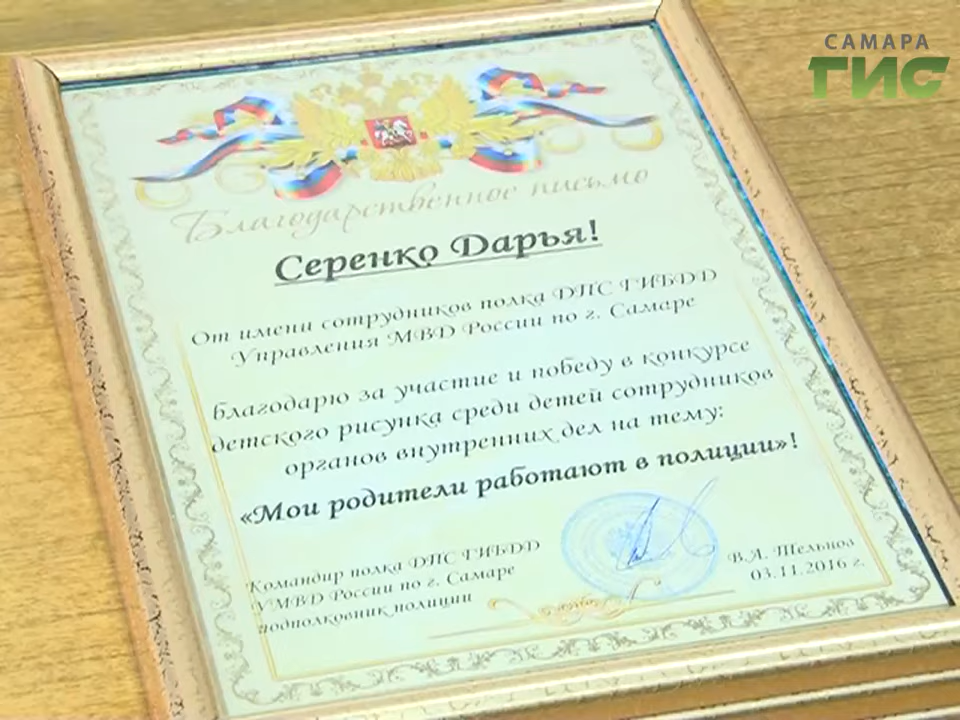 САМАРА
ГИС
Благодарственное письмо
Серенко Дарья!
От имени сотрудников полка ДПС ГИБДД
Управления МВД России по г. Самаре
благодарю за участие и победу в конкурсе
детского рисунка среди детей сотрудников
органов внутренних дел на тему:
«Мои родители работают в полиции»!
Командир полка ДПС ГИБДД
УМВД России по г. Самаре
подполковник полиции
В.А. Тельнов
03.11.2016 г.